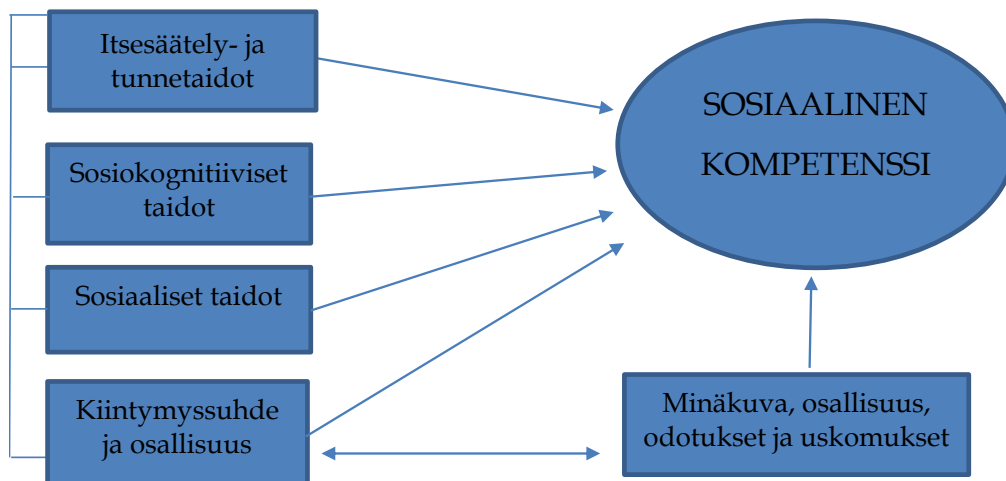 Itsesäätely- ja
tunnetaidot
Sosiokognitiiviset
taidot
Sosiaaliset taidot
Kiintymyssuhde
ja osallisuus
SOSIAALINEN
KOMPETENSSI
Minäkuva, osallisuus,
odotukset ja uskomukset